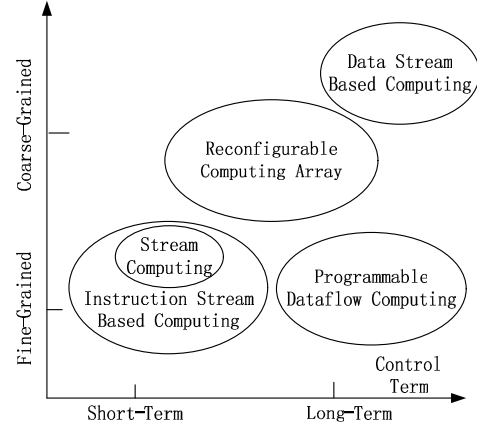 Data Stream
Based Computing
Coarse-Grained
Reconfigurable
Computing Array
Stream
Computing
Instruction Stream
Based Computing
Programmable
Dataflow Computing
Fine-Grained
Control
Term
Short-Term
Long-Term